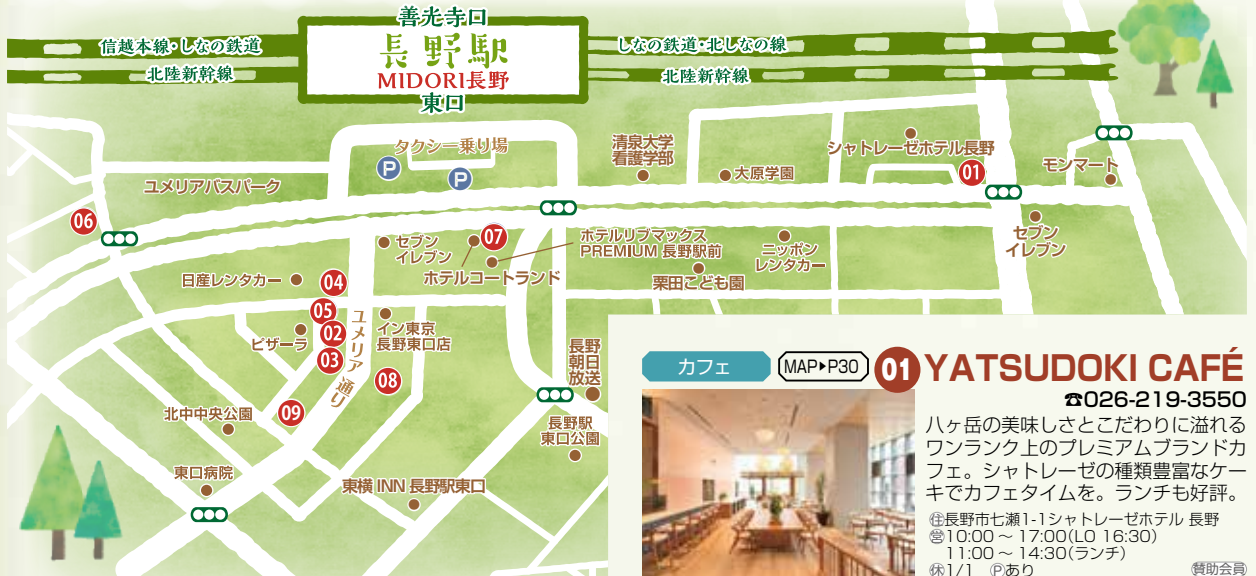 善光寺口
長野駅
MIDORI長野
東口
信越本線・しなの鉄道
北陸新幹線
しなの鉄道・北しなの線
北陸新幹線
タクシー乗り場
P
P
ユメリアバスパーク
清泉大学
看護学部
大原学園
シャトレーゼホテル長野
01
モンマート
06
セブン
イレブン
07
ホテルコートランド
ホテルリブマックス
PREMIUM 長野駅前
ニッポン
レンタカー
栗田こども園
セブン
イレブン
日産レンタカー
04
05
02
ピザーラ
03
ユメリア通り
イン東京
長野東口店
08
09
北中中央公園
東口病院
長野
朝日
放送
長野駅
東口公園
東横 INN 長野駅東口
カフェ
MAP▶P30
01 YATSUDOKI CAFÉ
☎026-219-3550
八ヶ岳の美味しさとこだわりに溢れる
ワンランク上のプレミアムブランドカ
フェ。シャトレーゼの種類豊富なケー
キでカフェタイムを。ランチも好評。
㊟長野市七瀬1-1シャトレーゼホテル 長野
営10:00 ～ 17:00(LO 16:30)
11:00 ～ 14:30(ランチ)
休1/1 Ⓟあり
賛助会員